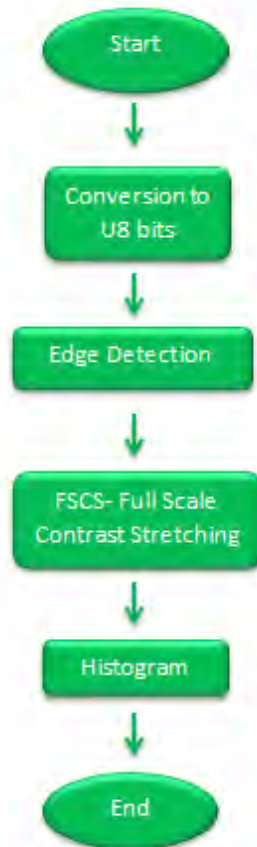 Start
Conversion to
U8 bits
Edge Detection
FSCS- Full Scale
Contrast Stretching
Histogram
End